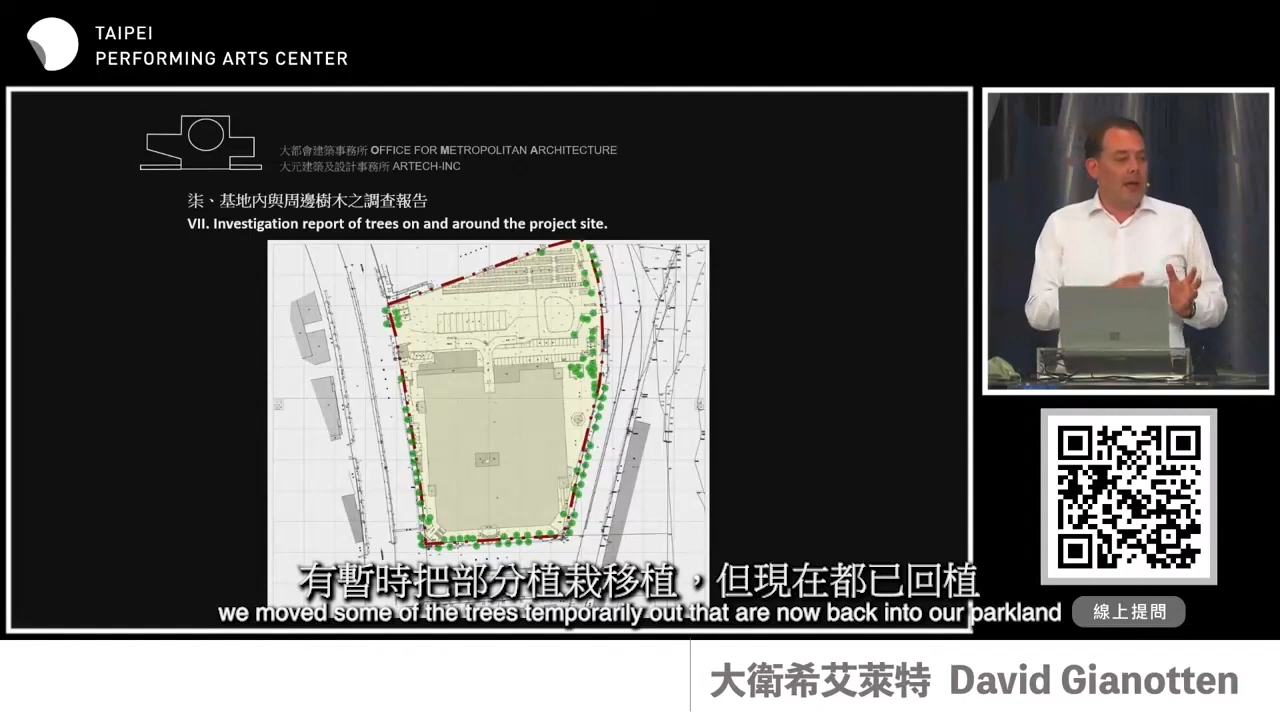 TAIPEI
PERFORMING ARTS CENTER
大都會建築事務所 OFFICE FOR METROPOLITAN ARCHITECTURE
大元建築及設計事務所 ARTECH-INC
柒、基地內與周邊樹木之調查報告
VII. Investigation report of trees on and around the project site.
有暫時把部分植栽移植，但現在都已回植
we moved some of the trees temporarily out that are now back into our parkland
線上提問
大衛希艾萊特 David Gianotten